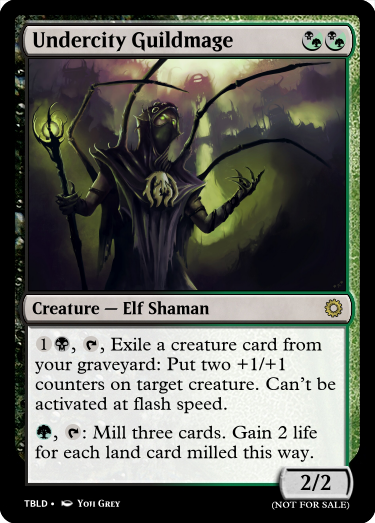 Undercity Guildmage
Creature — Elf Shaman
1, , Exile a creature card from
your graveyard: Put two +1/+1
counters on target creature. Can't be
activated at flash speed.
, : Mill three cards. Gain 2 life
for each land card milled this way.
2/2
TBLD • Yofi Grey
(NOT FOR SALE)